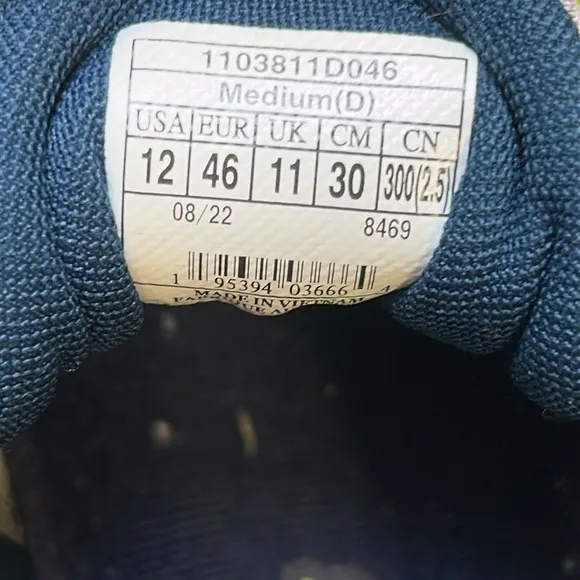 1103811D046
Medium(D)
USA EUR UK CM CN
12 46 11 30 300(2.5)
08/22 8469
1 95394 03666 4
MADE IN VIETNAM